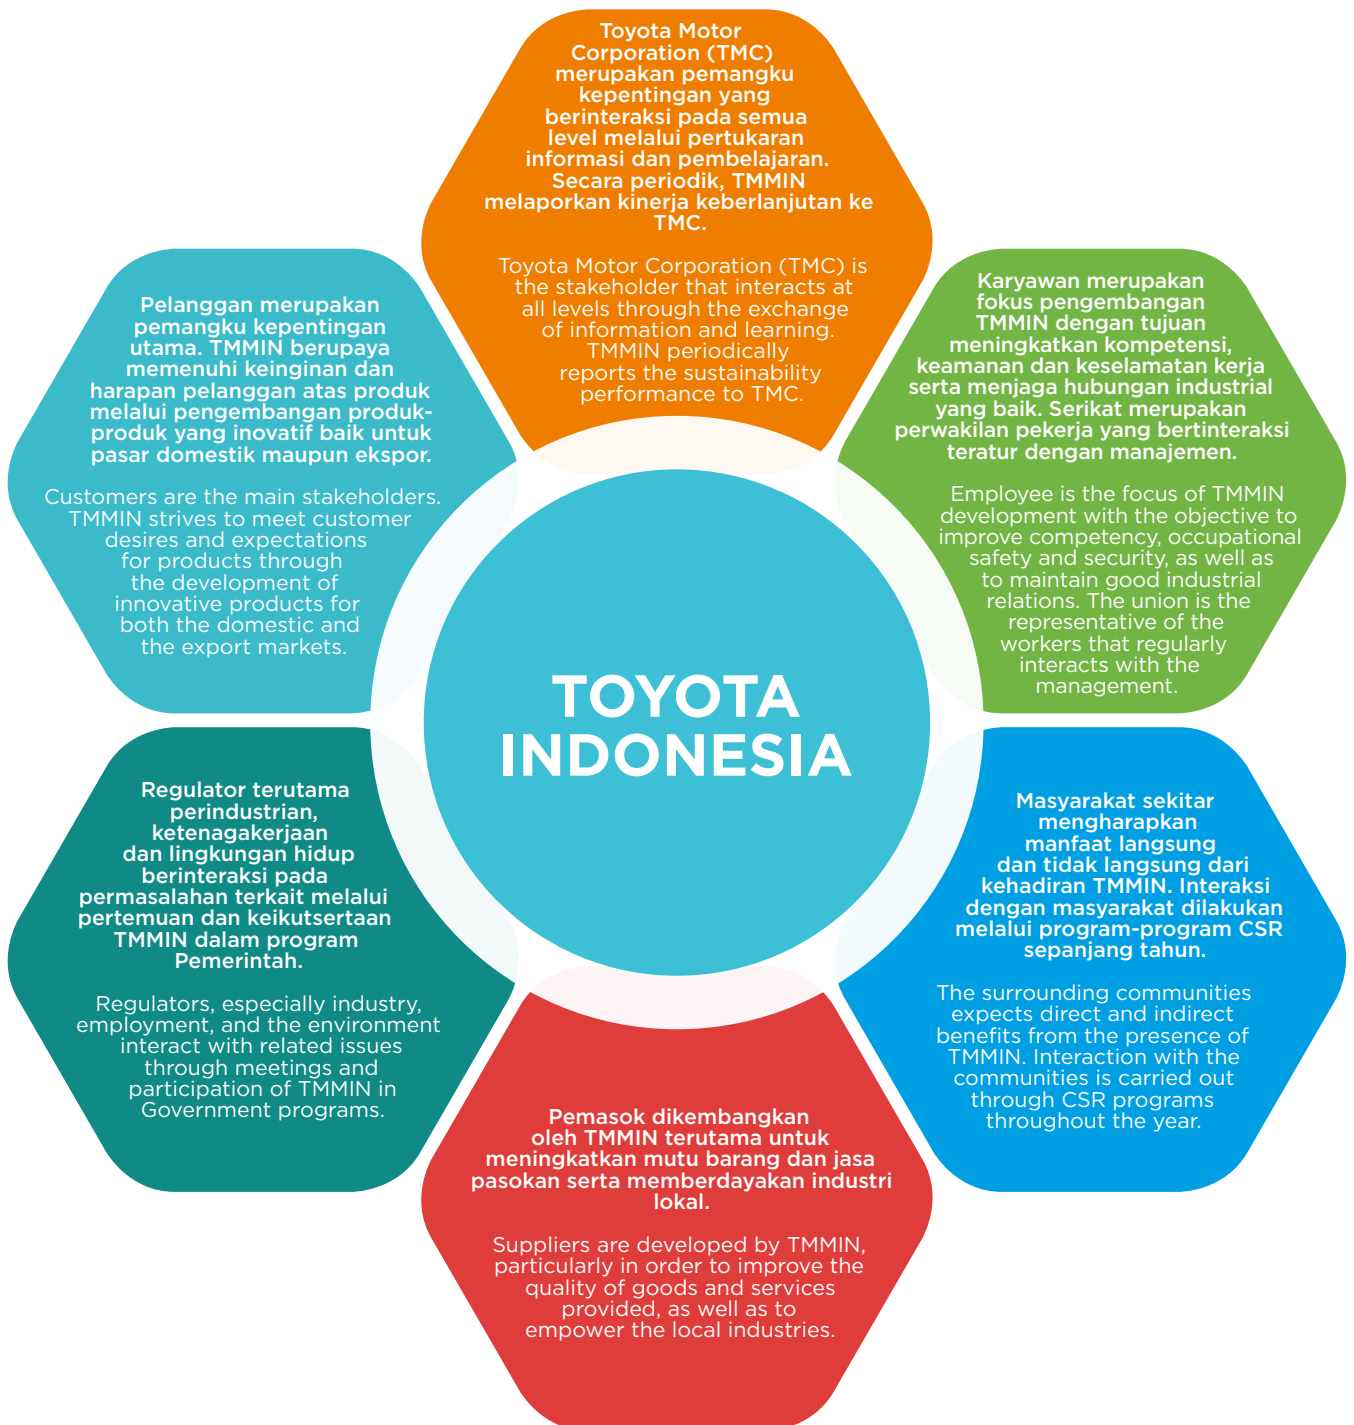 Toyota Motor
Corporation (TMC)
merupakan pemangku
kepentingan yang
berinteraksi pada semua
level melalui pertukaran
informasi dan pembelajaran.
Secara periodik, TMMIN
melaporkan kinerja keberlanjutan ke
TMC.
Toyota Motor Corporation (TMC) is
the stakeholder that interacts at
all levels through the exchange
of information and learning.
TMMIN periodically
reports the sustainability
performance to TMC.
Pelanggan merupakan
pemangku kepentingan
utama. TMMIN berupaya
memenuhi keinginan dan
harapan pelanggan atas produk
melalui pengembangan produk-
produk yang inovatif baik untuk
pasar domestik maupun ekspor.
Customers are the main stakeholders.
TMMIN strives to meet customer
desires and expectations
for products through
the development of
innovative products for
both the domestic and
the export markets.
Karyawan merupakan
fokus pengembangan
TMMIN dengan tujuan
meningkatkan kompetensi,
keamanan dan keselamatan kerja
serta menjaga hubungan industrial
yang baik. Serikat merupakan
perwakilan pekerja yang bertinteraksi
teratur dengan manajemen.
Employee is the focus of TMMIN
development with the objective to
improve competency, occupational
safety and security, as well as
to maintain good industrial
relations. The union is the
representative of the
workers that regularly
interacts with the
management.
TOYOTA
INDONESIA
Regulator terutama
perindustrian,
ketenagakerjaan
dan lingkungan hidup
berinteraksi pada
permasalahan terkait melalui
pertemuan dan keikutsertaan
TMMIN dalam program
Pemerintah.
Regulators, especially industry,
employment, and the environment
interact with related issues
through meetings and
participation of TMMIN in
Government programs.
Masyarakat sekitar
mengharapkan
manfaat langsung
dan tidak langsung dari
kehadiran TMMIN. Interaksi
dengan masyarakat dilakukan
melalui program-program CSR
sepanjang tahun.
The surrounding communities
expects direct and indirect
benefits from the presence of
TMMIN. Interaction with the
communities is carried out
through CSR programs
throughout the year.
Pemasok dikembangkan
oleh TMMIN terutama untuk
meningkatkan mutu barang dan jasa
pasokan serta memberdayakan industri
lokal.
Suppliers are developed by TMMIN,
particularly in order to improve the
quality of goods and services
provided, as well as to
empower the local industries.